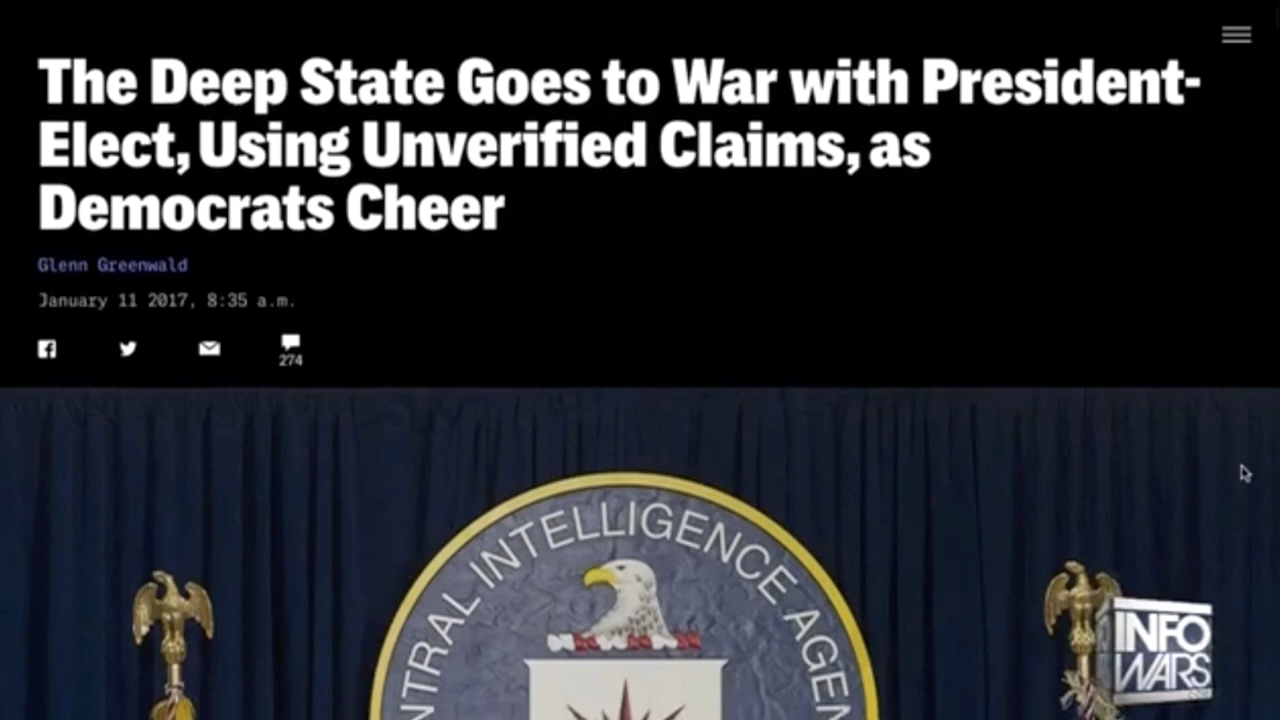 The Deep State Goes to War with President-
Elect, Using Unverified Claims, as
Democrats Cheer
Glenn Greenwald
January 11 2017, 8:35 a.m.
274
NTRAL INTELLIGENCE AGEN
INFO
WARS